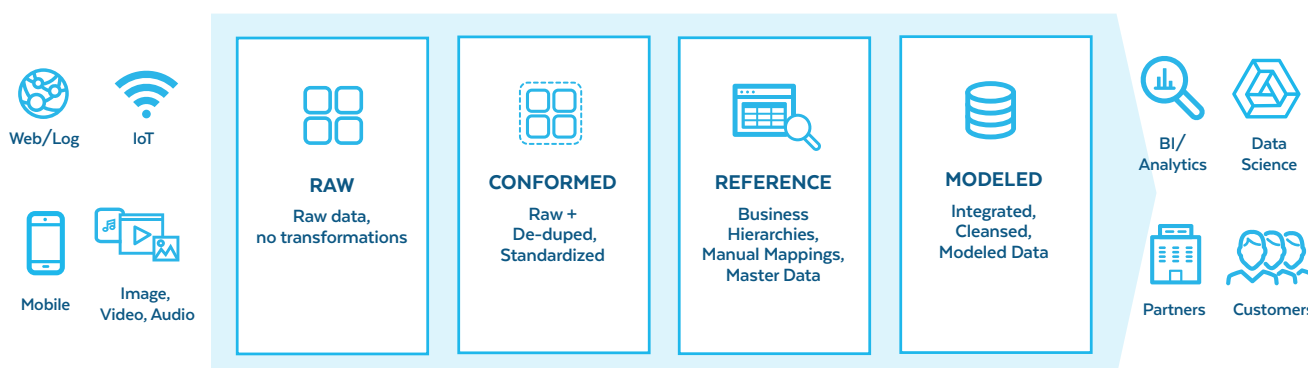 Web/Log
IoT
Mobile
Image,
Video, Audio
RAW
Raw data,
no transformations
CONFORMED
Raw +
De-duped,
Standardized
REFERENCE
Business
Hierarchies,
Manual Mappings,
Master Data
MODELED
Integrated,
Cleansed,
Modeled Data
BI/
Analytics
Data
Science
Partners
Customers